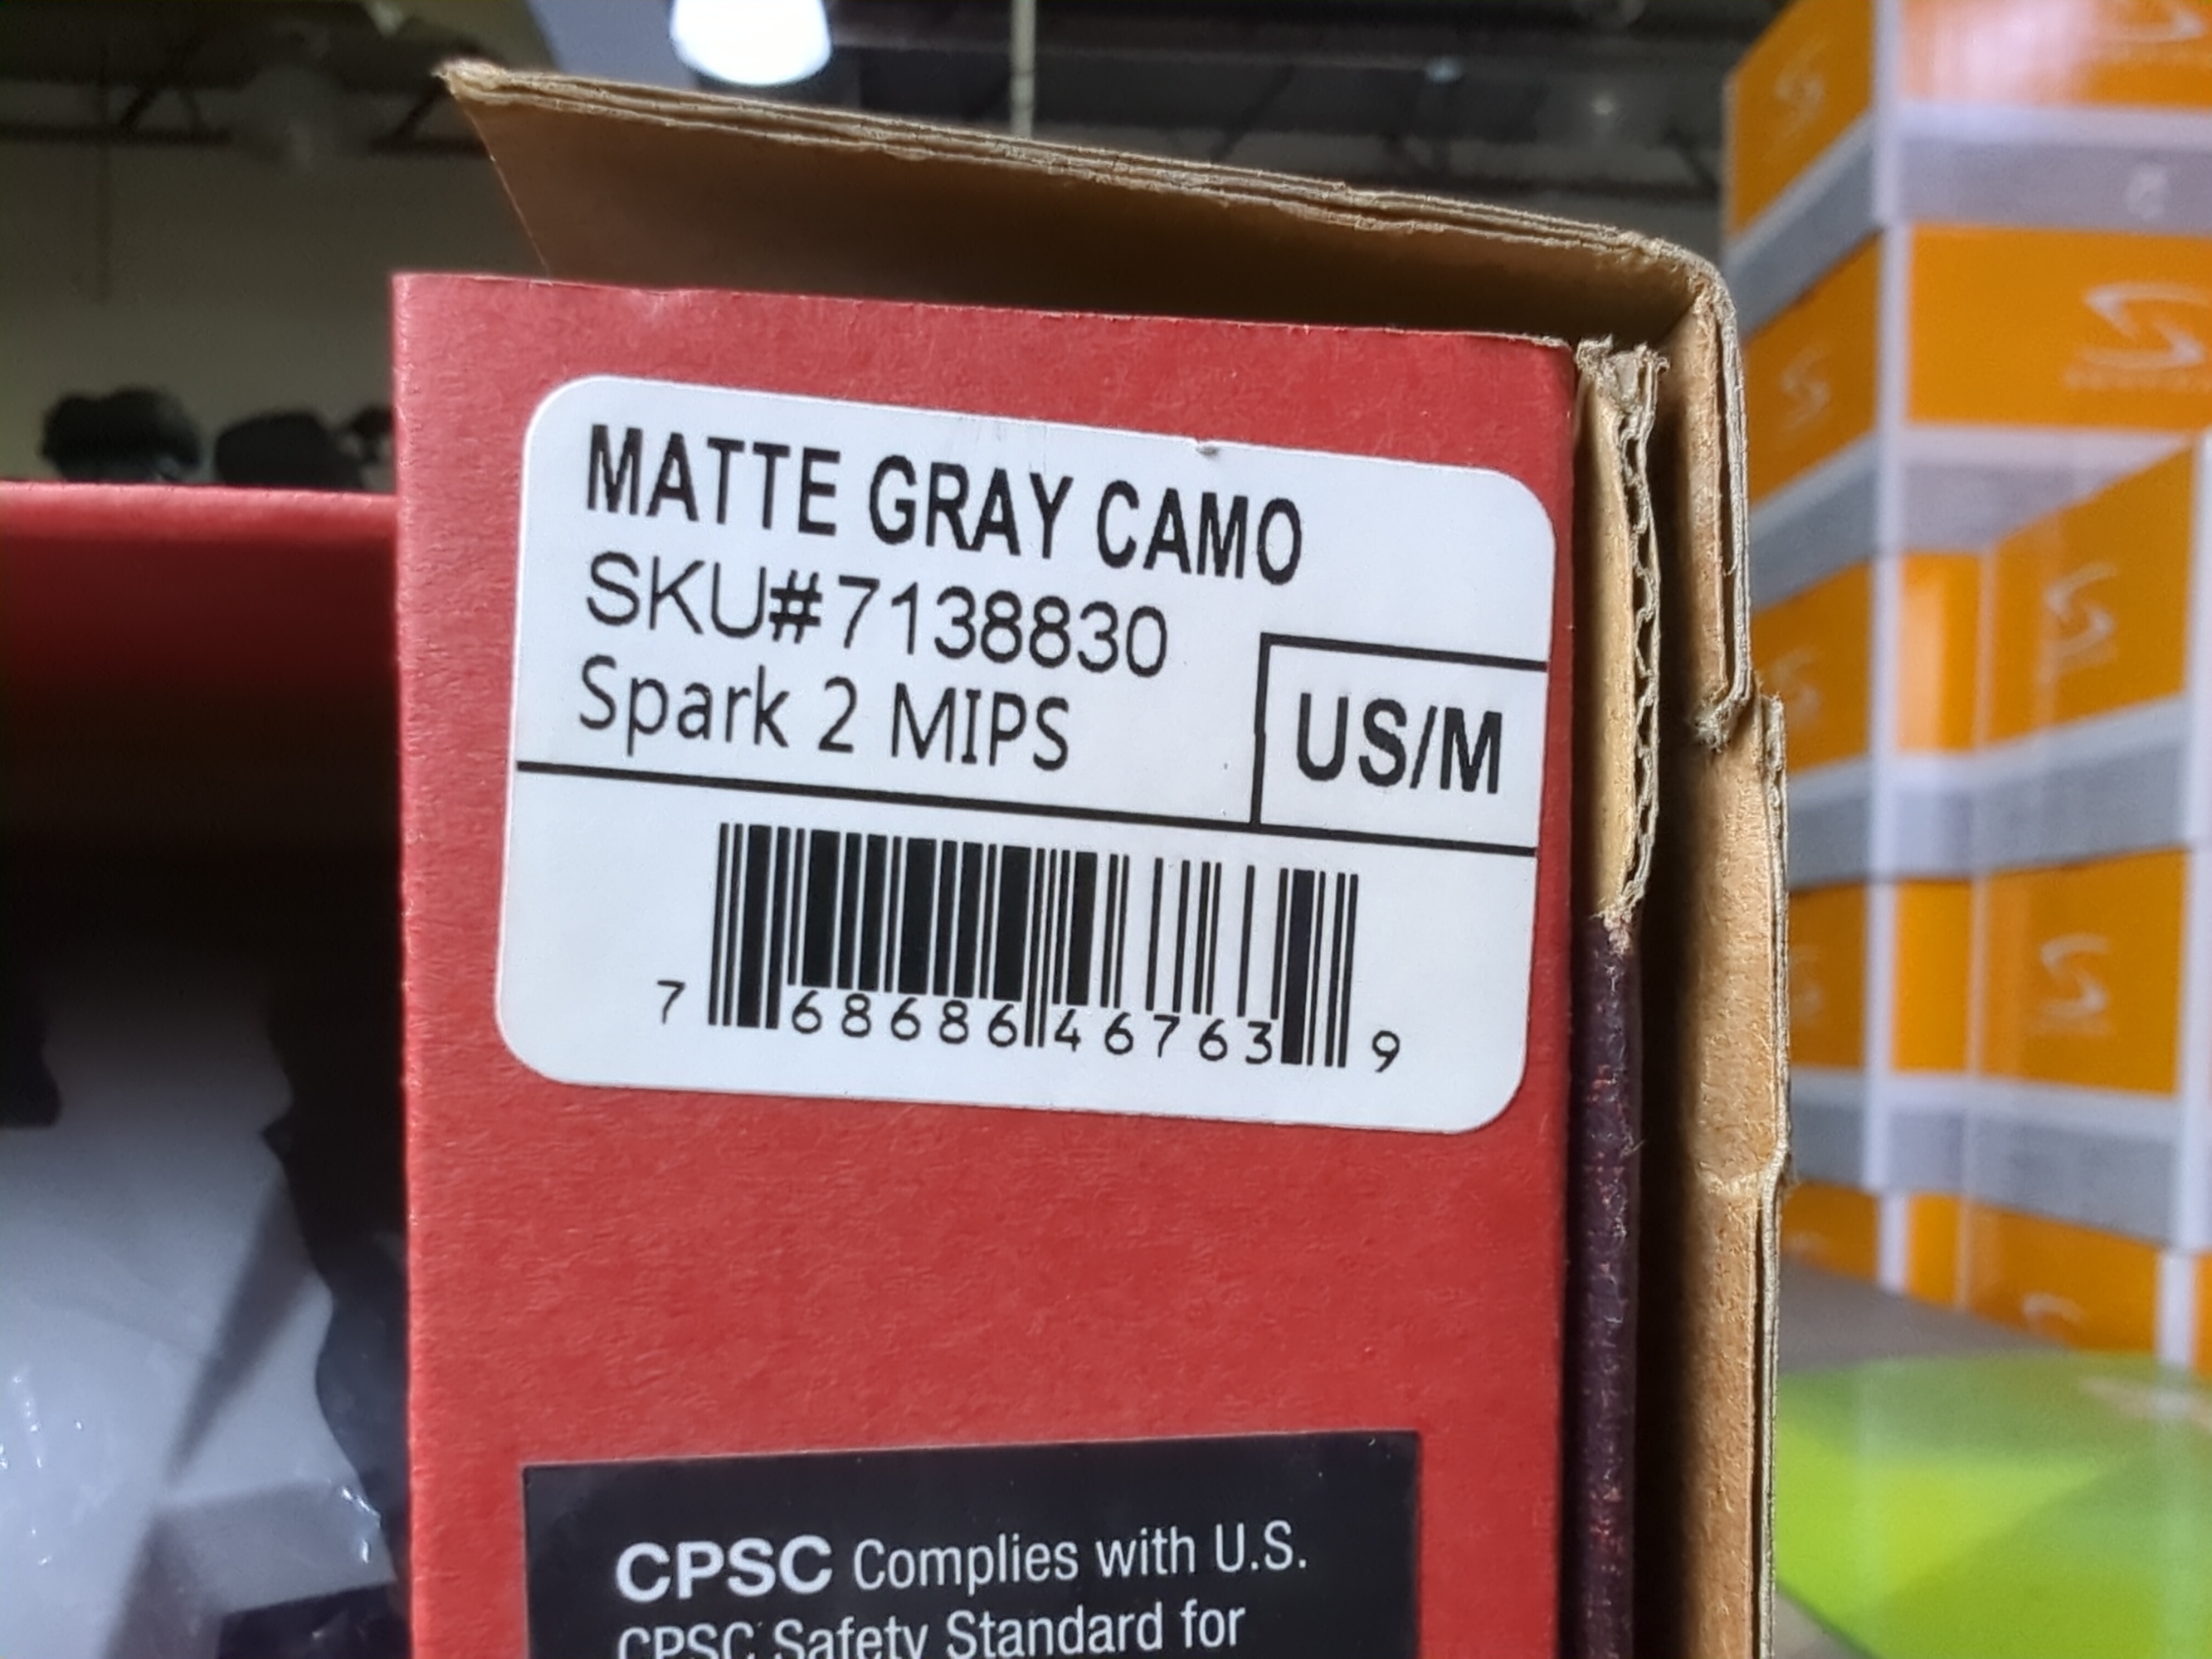 MATTE GRAY CAMO
SKU#7138830
Spark 2 MIPS
US/M
7 68686 46763 9
CPSC Complies with U.S.
CPSC Safety Standard for